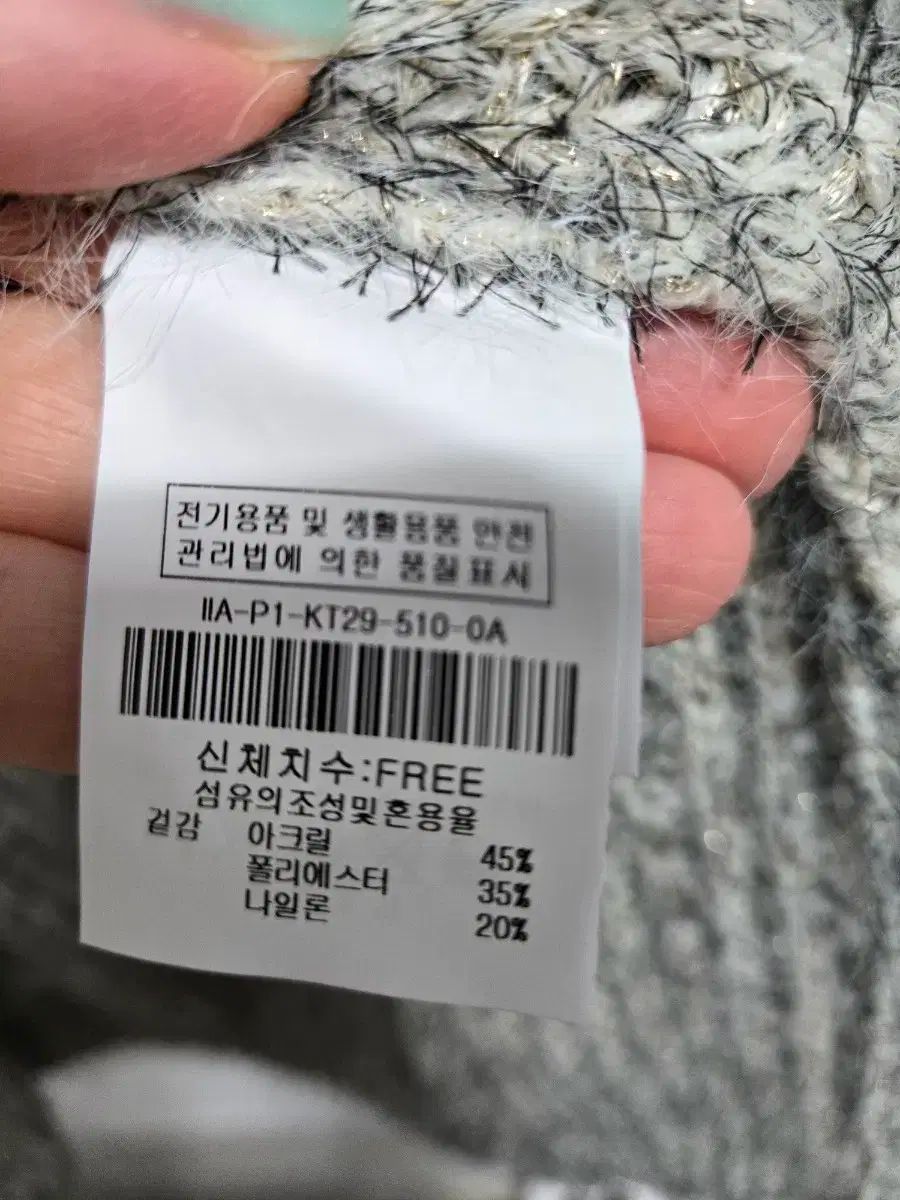 전기용품 및 생활용품 안전
관리법에 의한 품질표시
IIA-P1-KT29-510-0A
신체치수:FREE
섬유의조성및혼용율
겉감 아크릴 45%
폴리에스터 35%
나일론 20%